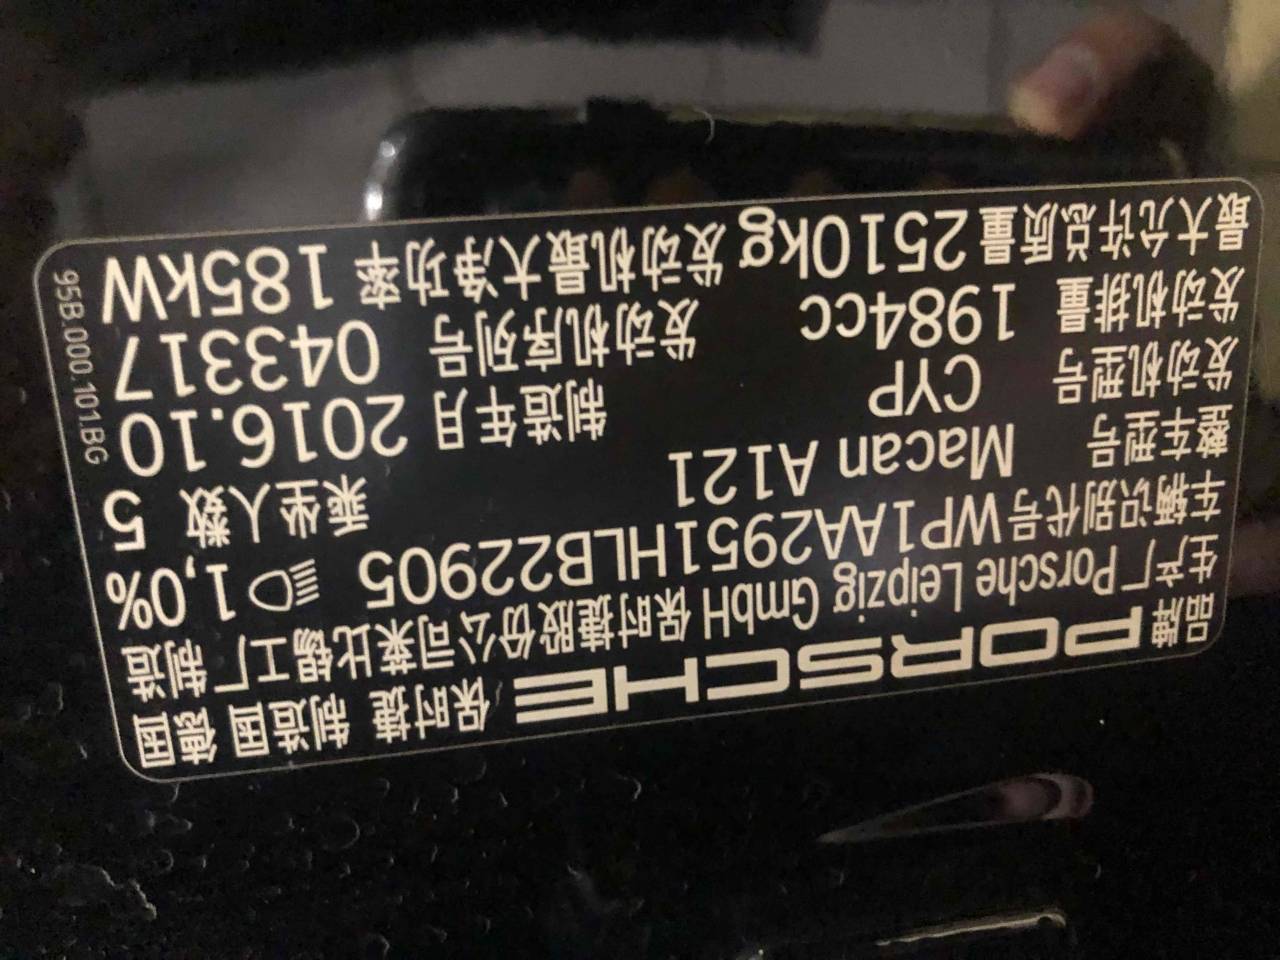 品牌 PORSCHE 保时捷 制造国 德国
生产厂 Porsche Leipzig GmbH 保时捷股份公司莱比锡工厂 制造
车辆识别代号 WP1AA2951HLB22905 1,0%
整车型号 Macan A121 乘坐人数 5
发动机型号 CYP 制造年月 2016.10
发动机排量 1984cc 发动机序列号 043317
最大允许总质量 2510kg 发动机最大净功率 185kW
95B.000.101.BG